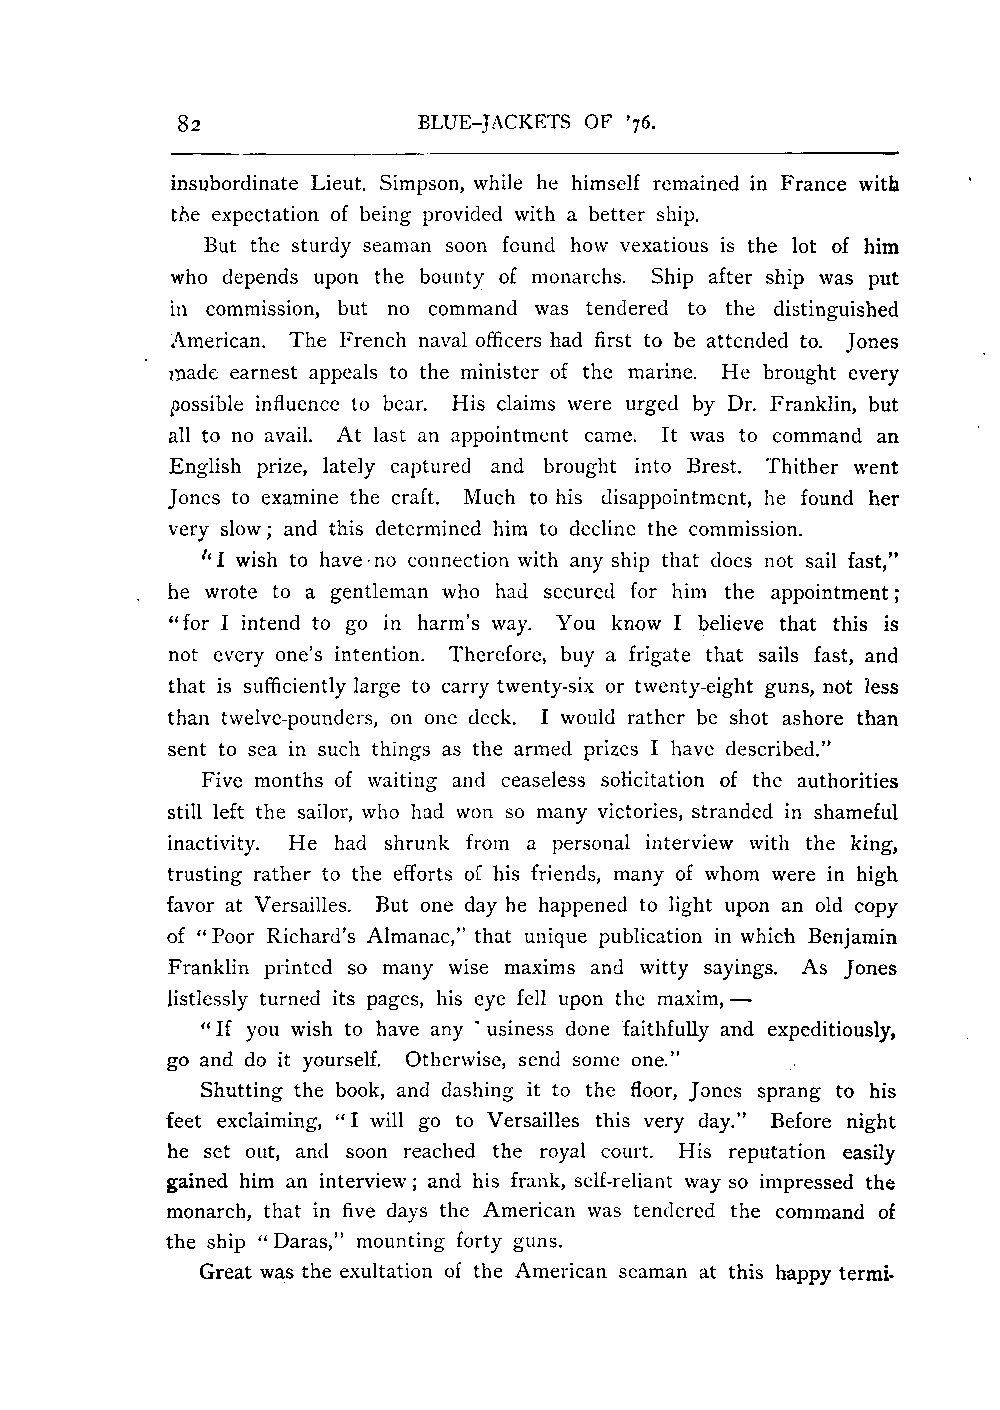 82 BLUE-JACKETS OF '76.
insubordinate Lieut. Simpson, while he himself remained in France with
the expectation of being provided with a better ship.
But the sturdy seaman soon found how vexatious is the lot of him
who depends upon the bounty of monarchs. Ship after ship was put
in commission, but no command was tendered to the distinguished
American. The French naval officers had first to be attended to. Jones
made earnest appeals to the minister of the marine. He brought every
possible influence to bear. His claims were urged by Dr. Franklin, but
all to no avail. At last an appointment came. It was to command an
English prize, lately captured and brought into Brest. Thither went
Jones to examine the craft. Much to his disappointment, he found her
very slow; and this determined him to decline the commission.
"I wish to have no connection with any ship that does not sail fast,"
he wrote to a gentleman who had secured for him the appointment;
"for I intend to go in harm's way. You know I believe that this is
not every one's intention. Therefore, buy a frigate that sails fast, and
that is sufficiently large to carry twenty-six or twenty-eight guns, not less
than twelve-pounders, on one deck. I would rather be shot ashore than
sent to sea in such things as the armed prizes I have described."
Five months of waiting and ceaseless solicitation of the authorities
still left the sailor, who had won so many victories, stranded in shameful
inactivity. He had shrunk from a personal interview with the king,
trusting rather to the efforts of his friends, many of whom were in high
favor at Versailles. But one day he happened to light upon an old copy
of "Poor Richard's Almanac," that unique publication in which Benjamin
Franklin printed so many wise maxims and witty sayings. As Jones
listlessly turned its pages, his eye fell upon the maxim, —
"If you wish to have any usiness done faithfully and expeditiously,
go and do it yourself. Otherwise, send some one."
Shutting the book, and dashing it to the floor, Jones sprang to his
feet exclaiming, "I will go to Versailles this very day." Before night
he set out, and soon reached the royal court. His reputation easily
gained him an interview; and his frank, self-reliant way so impressed the
monarch, that in five days the American was tendered the command of
the ship "Daras," mounting forty guns.
Great was the exultation of the American seaman at this happy termi-